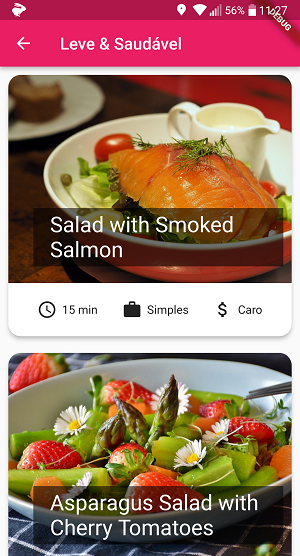 56% 11:27
DEBUG
Leve & Saudável
Salad with Smoked
Salmon
15 min Simples Caro
Asparagus Salad with
Cherry Tomatoes